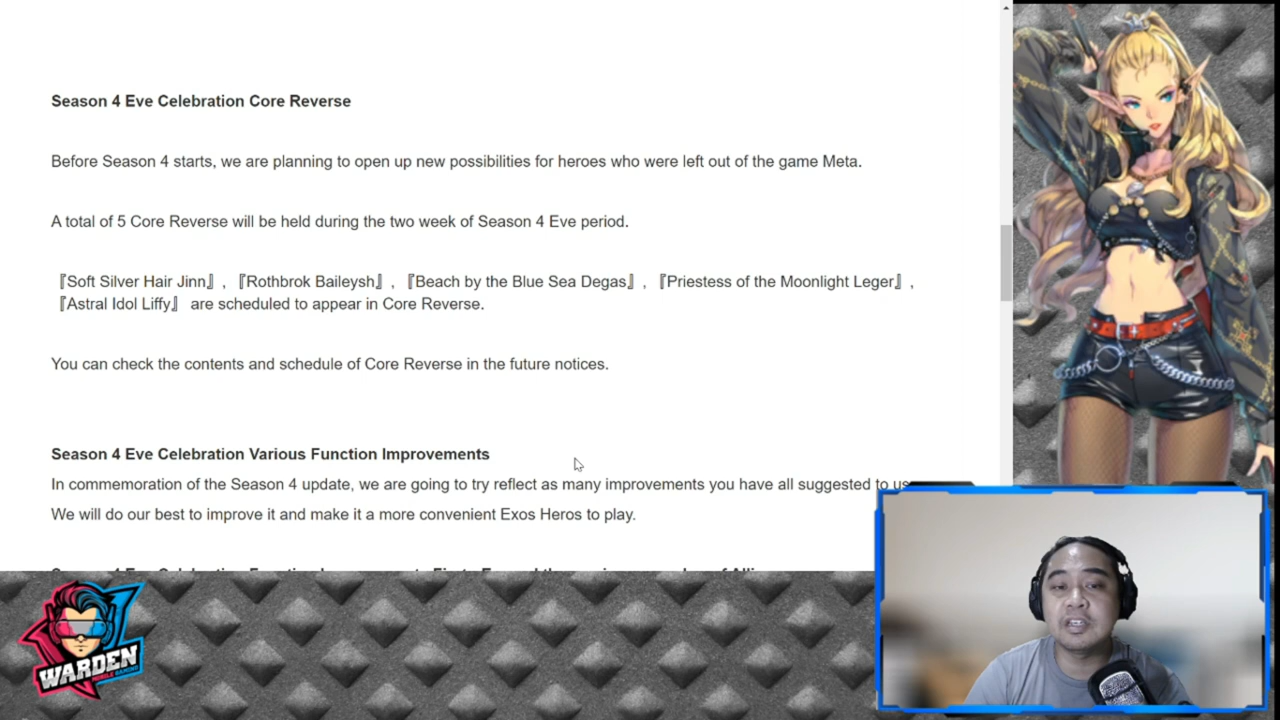 Season 4 Eve Celebration Core Reverse
Before Season 4 starts, we are planning to open up new possibilities for heroes who were left out of the game Meta.
A total of 5 Core Reverse will be held during the two week of Season 4 Eve period.
『Soft Silver Hair Jinn』, 『Rothbrok Baileysh』, 『Beach by the Blue Sea Degas』, 『Priestess of the Moonlight Leger』,
『Astral Idol Liffy』 are scheduled to appear in Core Reverse.
You can check the contents and schedule of Core Reverse in the future notices.
Season 4 Eve Celebration Various Function Improvements
In commemoration of the Season 4 update, we are going to try reflect as many improvements you have all suggested to us
We will do our best to improve it and make it a more convenient Exos Heros to play.
WARDEN
MOBILE GAMING